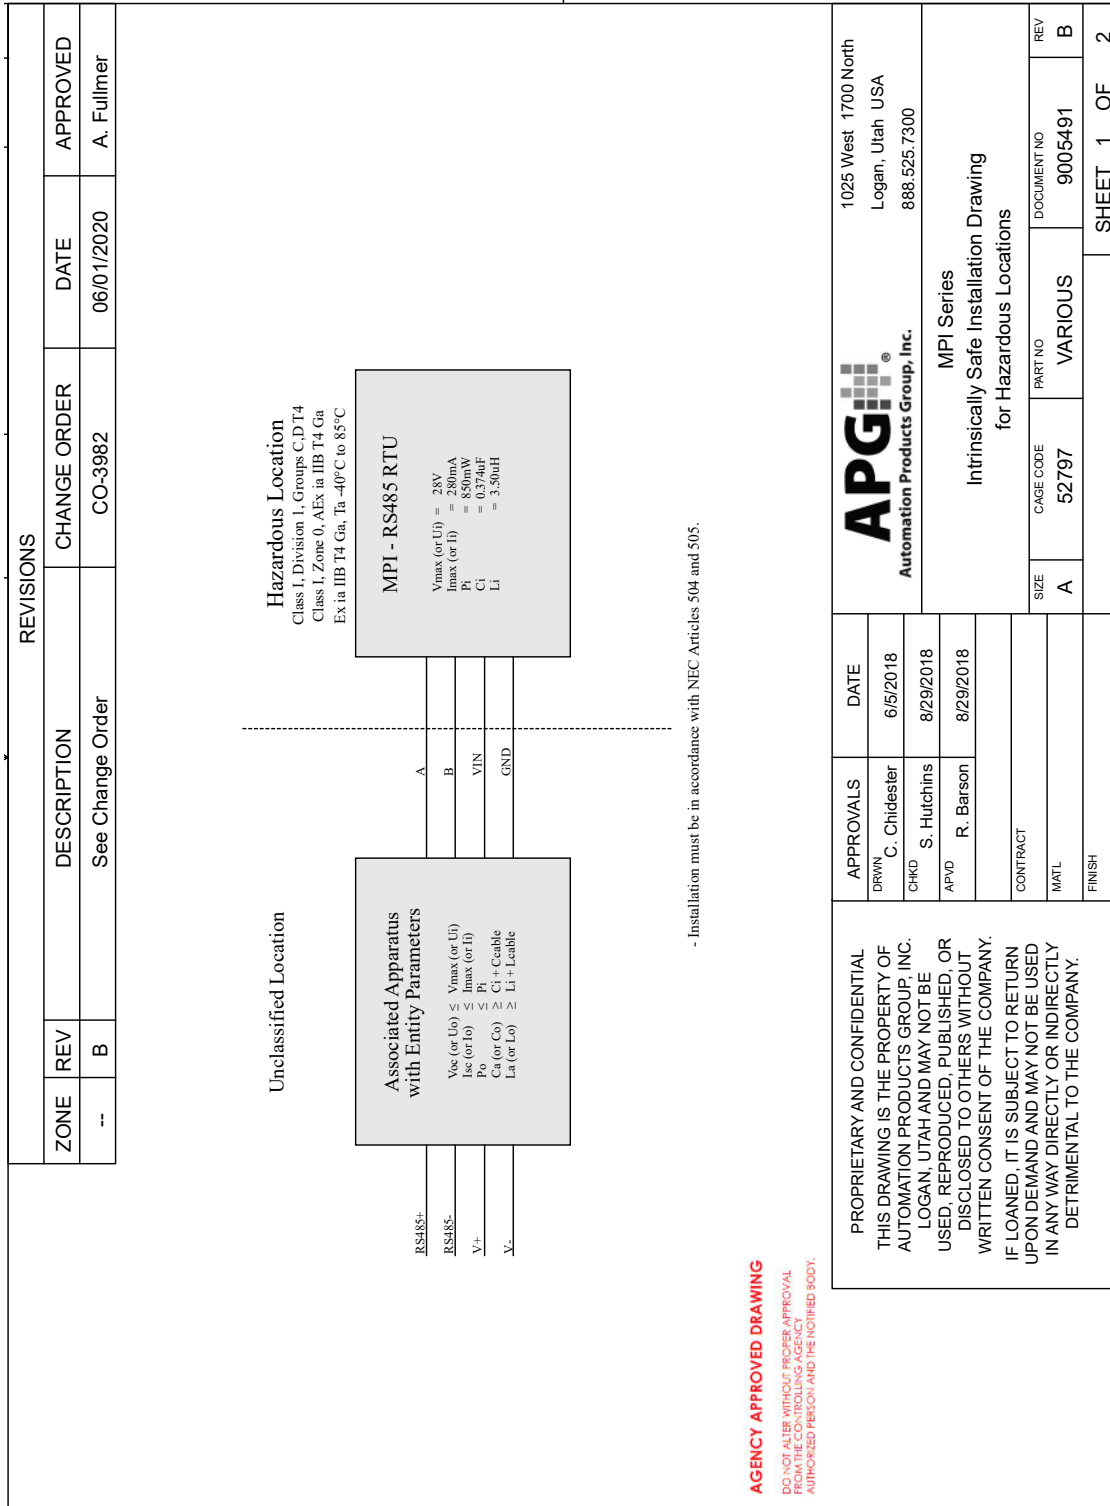 REVISIONS
ZONE REV DESCRIPTION CHANGE ORDER DATE APPROVED
-- B See Change Order CO-3982 06/01/2020 A. Fullmer
Unclassified Location
Hazardous Location
Class I, Division 1, Groups C,D T4
Class I, Zone 0, AEx ia IIB T4 Ga
Ex ia IIB T4 Ga, Ta -40°C to 85°C
RS485+
RS485-
V+
V-
Associated Apparatus
with Entity Parameters
Voc (or Uo) ≤ Vmax (or Ui)
Isc (or Io) ≤ Imax (or Ii)
Po ≤ Pi
Ca (or Co) ≥ Ci + Ccable
La (or Lo) ≥ Li + Lcable
A
B
VIN
GND
MPI - RS485 RTU
Vmax (or Ui) = 28V
Imax (or Ii) = 280mA
Pi = 850mW
Ci = 0.374uF
Li = 3.50uH
- Installation must be in accordance with NEC Articles 504 and 505.
AGENCY APPROVED DRAWING
DO NOT ALTER WITHOUT PROPER APPROVAL
FROM THE CONTROLLING AGENCY
AUTHORIZED PERSON AND THE NOTIFIED BODY.
PROPRIETARY AND CONFIDENTIAL
THIS DRAWING IS THE PROPERTY OF
AUTOMATION PRODUCTS GROUP, INC.
LOGAN, UTAH AND MAY NOT BE
USED, REPRODUCED, PUBLISHED, OR
DISCLOSED TO OTHERS WITHOUT
WRITTEN CONSENT OF THE COMPANY.
IF LOANED, IT IS SUBJECT TO RETURN
UPON DEMAND AND MAY NOT BE USED
IN ANY WAY DIRECTLY OR INDIRECTLY
DETRIMENTAL TO THE COMPANY.
APPROVALS DATE
DRWN C. Chidester 6/5/2018
CHKD S. Hutchins 8/29/2018
APVD R. Barson 8/29/2018
CONTRACT
MATL
FINISH
APG®
Automation Products Group, Inc.
1025 West 1700 North
Logan, Utah USA
888.525.7300
MPI Series
Intrinsically Safe Installation Drawing
for Hazardous Locations
SIZE CAGE CODE PART NO DOCUMENT NO REV
A 52797 VARIOUS 9005491 B
SHEET 1 OF 2